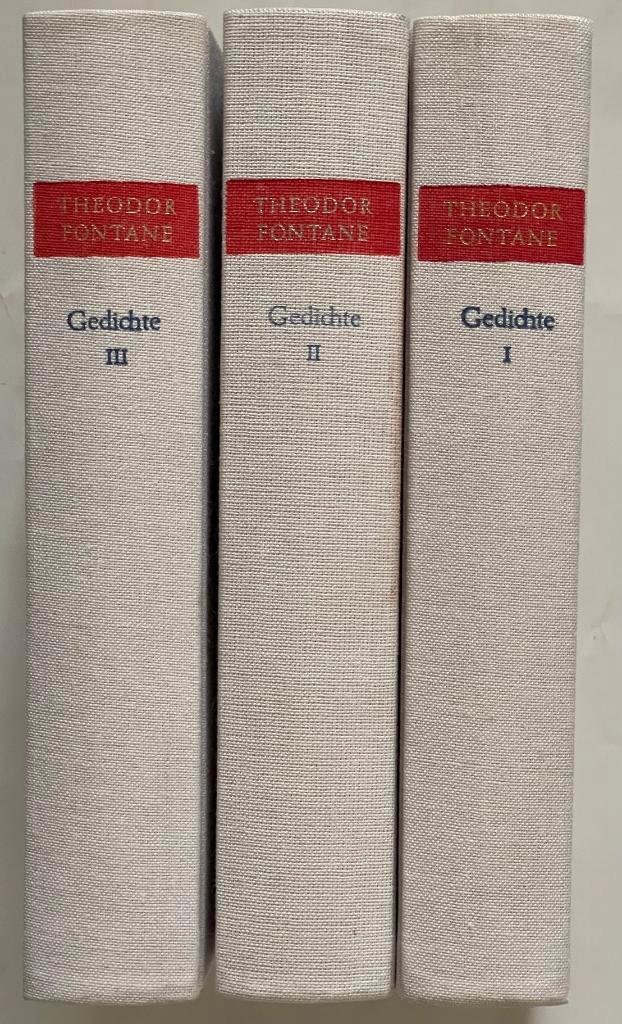 THEODOR
FONTANE
Gedichte
III
THEODOR
FONTANE
Gedichte
II
THEODOR
FONTANE
Gedichte
I